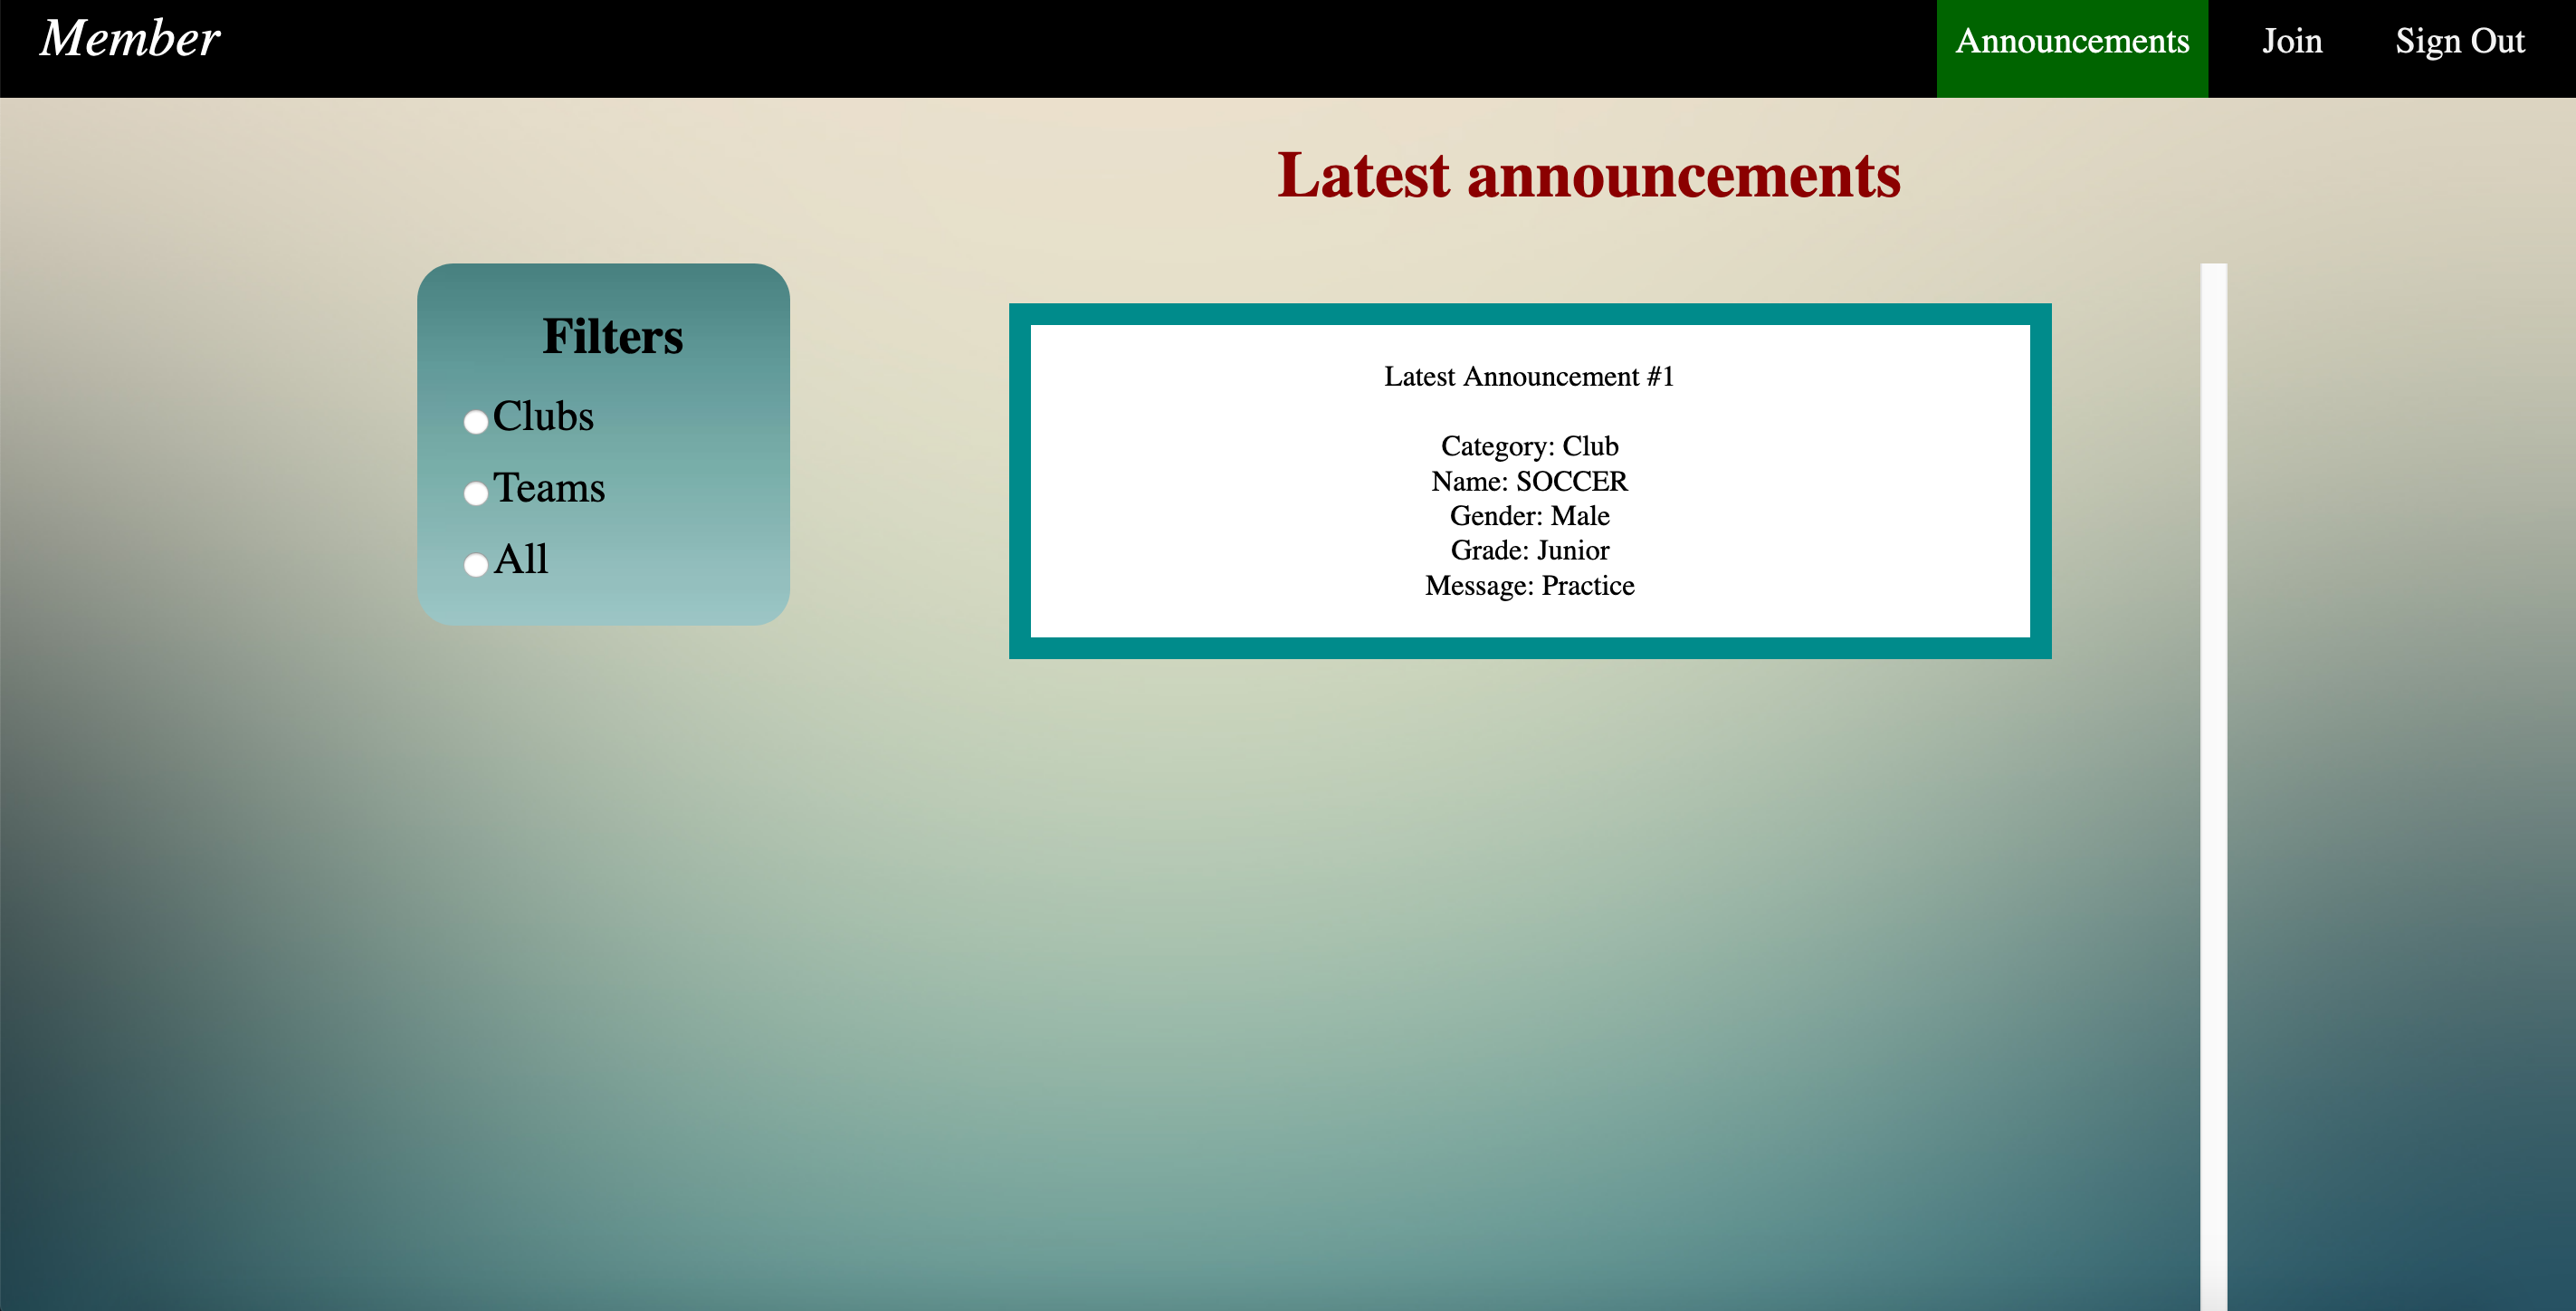 Member
Announcements
Join
Sign Out
Latest announcements
Filters
Clubs
Teams
All
Latest Announcement #1
Category: Club
Name: SOCCER
Gender: Male
Grade: Junior
Message: Practice